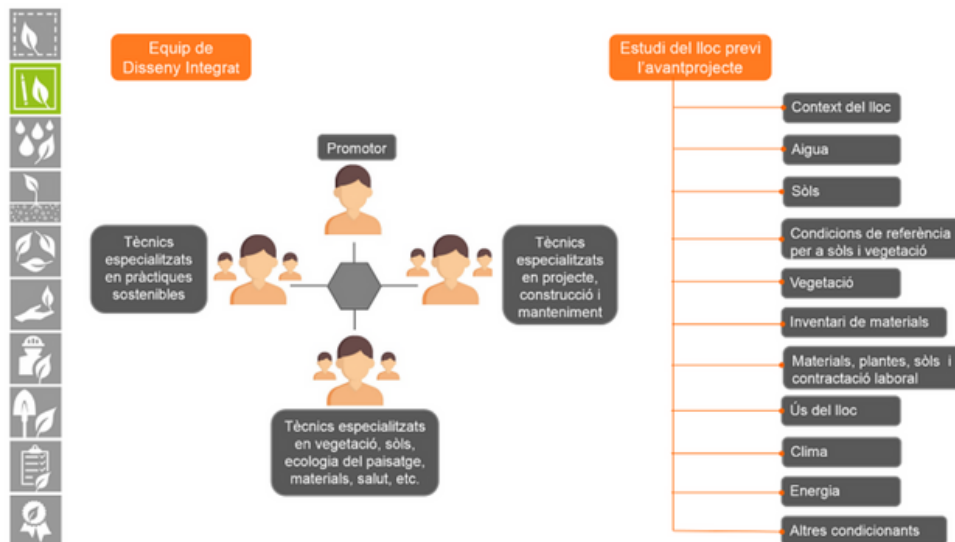 Equip de
Disseny Integrat
Promotor
Tècnics
especialitzats
en pràctiques
sostenibles
Tècnics
especialitzats
en projecte,
construcció i
manteniment
Tècnics especialitzats
en vegetació, sòls,
ecologia del paisatge,
materials, salut, etc.
Estudi del lloc previ
l'avantprojecte
Context del lloc
Aigua
Sòls
Condicions de referència
per a sòls i vegetació
Vegetació
Inventari de materials
Materials, plantes, sòls i
contractació laboral
Ús del lloc
Clima
Energia
Altres condicionants